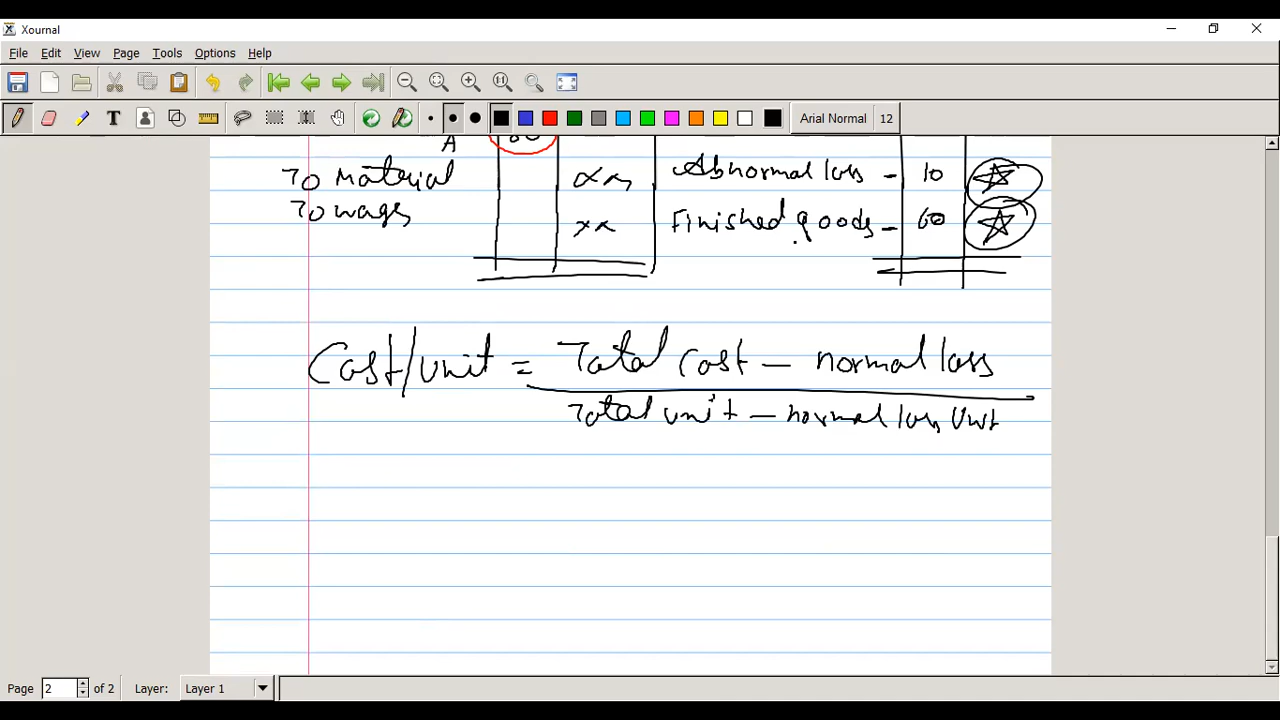 Xournal
File Edit View Page Tools Options Help
Arial Normal 12
A
To Material xx Abnormal loss - 10
To wages xx Finished goods - 60
Cost/unit = Total Cost - normal loss
Total unit - normal loss Unit
Page 2 of 2 Layer: Layer 1